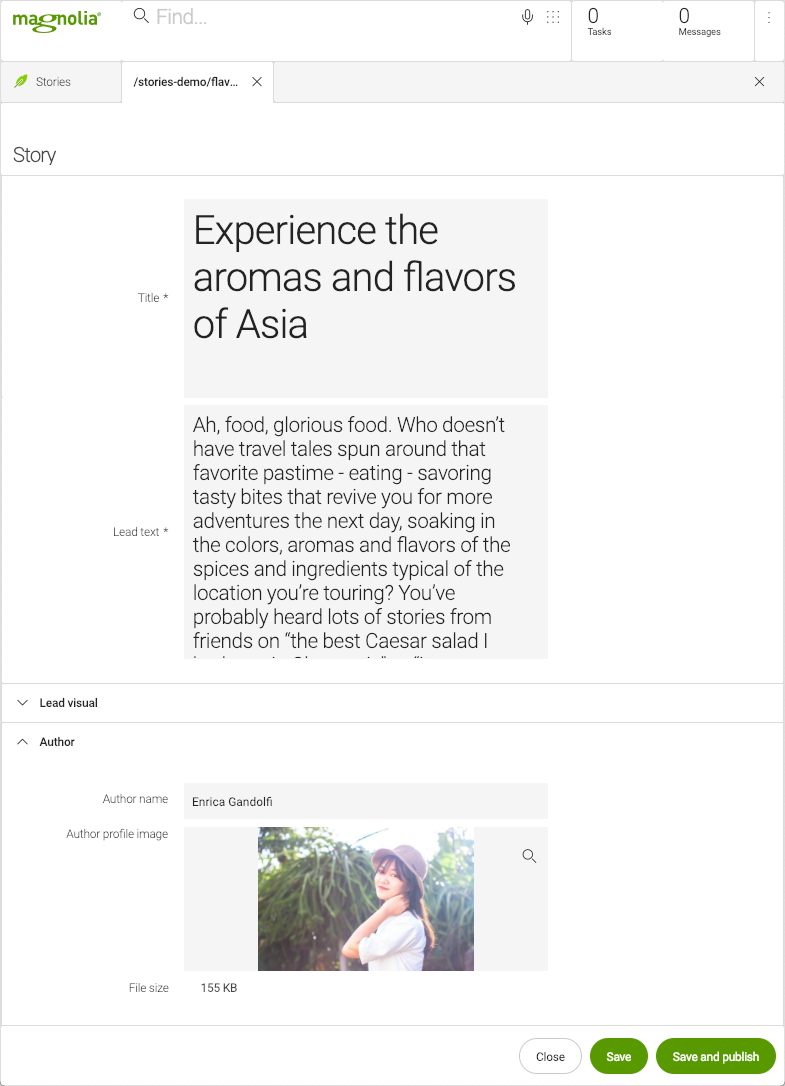 magnolia®
Find...
0
Tasks
0
Messages
Stories
/stories-demo/flav...
Story
Title *
Experience the
aromas and flavors
of Asia
Lead text *
Ah, food, glorious food. Who doesn’t
have travel tales spun around that
favorite pastime - eating - savoring
tasty bites that revive you for more
adventures the next day, soaking in
the colors, aromas and flavors of the
spices and ingredients typical of the
location you’re touring? You’ve
probably heard lots of stories from
friends on “the best Caesar salad I
Lead visual
Author
Author name
Enrica Gandolfi
Author profile image
File size
155 KB
Close
Save
Save and publish